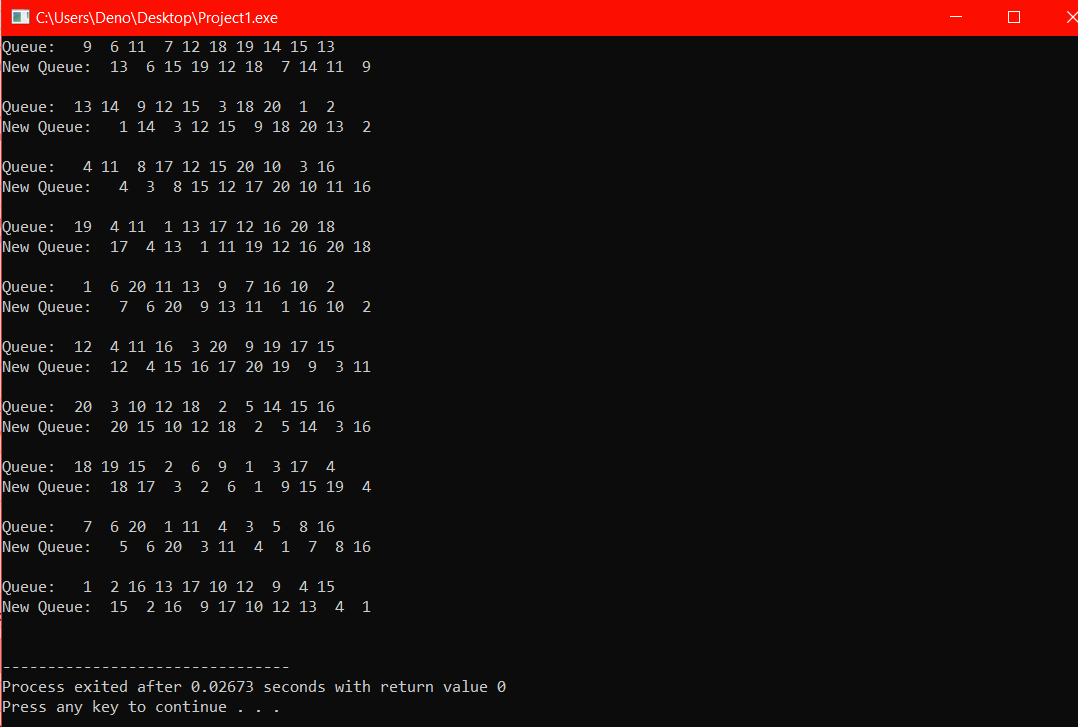 C:\Users\Deno\Desktop\Project1.exe
Queue:   9  6 11  7 12 18 19 14 15 13
New Queue:  13  6 15 19 12 18  7 14 11  9
Queue:  13 14  9 12 15  3 18 20  1  2
New Queue:   1 14  3 12 15  9 18 20 13  2
Queue:   4 11  8 17 12 15 20 10  3 16
New Queue:   4  3  8 15 12 17 20 10 11 16
Queue:  19  4 11  1 13 17 12 16 20 18
New Queue:  17  4 13  1 11 19 12 16 20 18
Queue:   1  6 20 11 13  9  7 16 10  2
New Queue:   7  6 20  9 13 11  1 16 10  2
Queue:  12  4 11 16  3 20  9 19 17 15
New Queue:  12  4 15 16 17 20 19  9  3 11
Queue:  20  3 10 12 18  2  5 14 15 16
New Queue:  20 15 10 12 18  2  5 14  3 16
Queue:  18 19 15  2  6  9  1  3 17  4
New Queue:  18 17  3  2  6  1  9 15 19  4
Queue:   7  6 20  1 11  4  3  5  8 16
New Queue:   5  6 20  3 11  4  1  7  8 16
Queue:   1  2 16 13 17 10 12  9  4 15
New Queue:  15  2 16  9 17 10 12 13  4  1
--------------------------------
Process exited after 0.02673 seconds with return value 0
Press any key to continue . . .